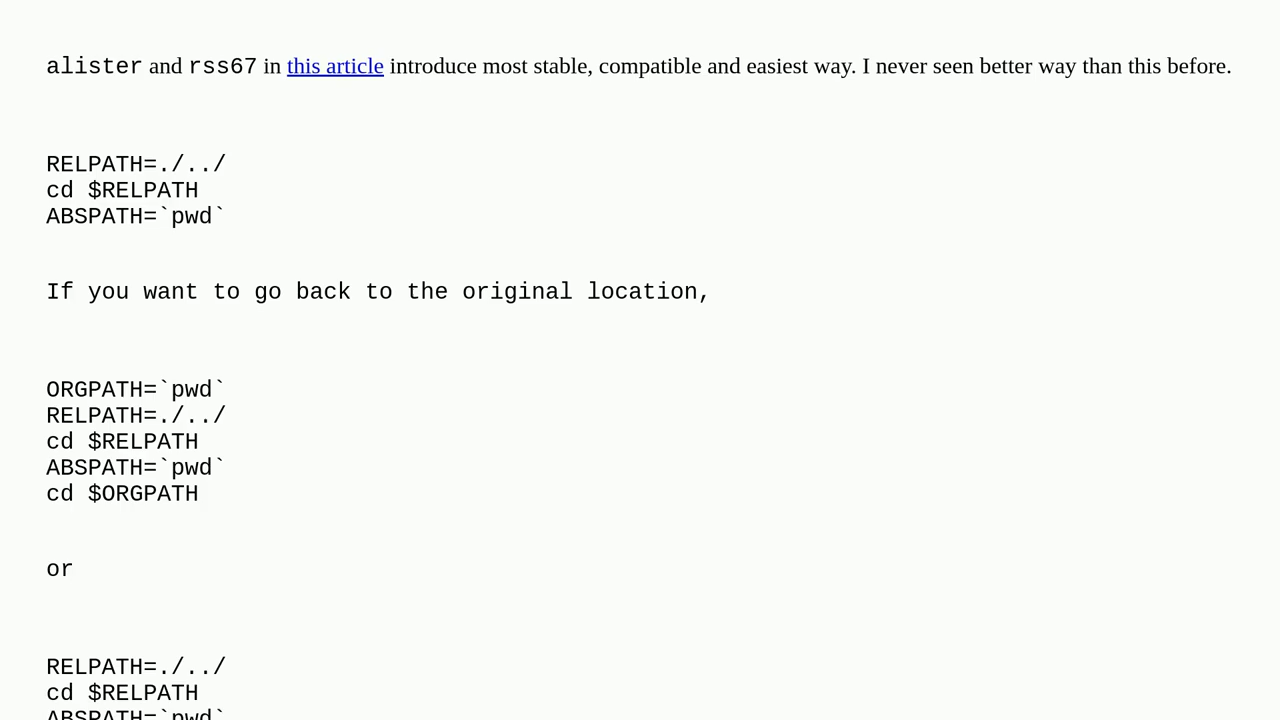 alister and rss67 in this article introduce most stable, compatible and easiest way. I never seen better way than this before.
RELPATH=./../
cd $RELPATH
ABSPATH=`pwd`
If you want to go back to the original location,
ORGPATH=`pwd`
RELPATH=./../
cd $RELPATH
ABSPATH=`pwd`
cd $ORGPATH
or
RELPATH=./../
cd $RELPATH
ABSPATH=`pwd`